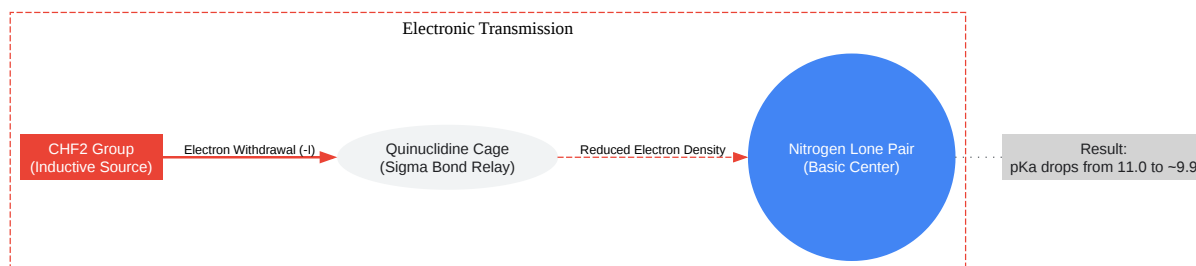 Electronic Transmission
CHF2 Group
(Inductive Source)
Electron Withdrawal (-I)
Quinuclidine Cage
(Sigma Bond Relay)
Reduced Electron Density
Nitrogen Lone Pair
(Basic Center)
Result:
pKa drops from 11.0 to ~9.9